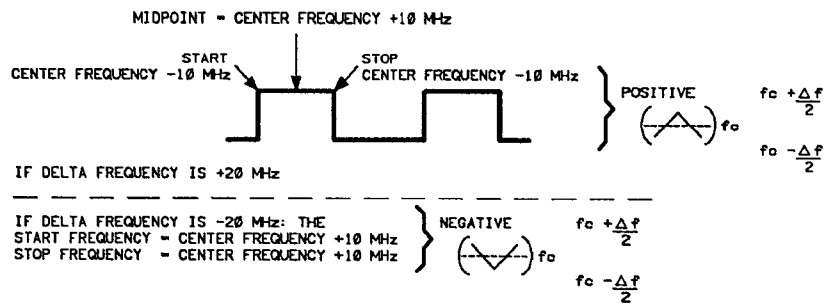 MIDPOINT = CENTER FREQUENCY +10 MHz
START
CENTER FREQUENCY -10 MHz
STOP
CENTER FREQUENCY -10 MHz
POSITIVE
fc
fc +Δf/2
fc -Δf/2
IF DELTA FREQUENCY IS +20 MHz
IF DELTA FREQUENCY IS -20 MHz: THE
START FREQUENCY = CENTER FREQUENCY +10 MHz
STOP FREQUENCY = CENTER FREQUENCY +10 MHz
NEGATIVE
fc
fc +Δf/2
fc -Δf/2